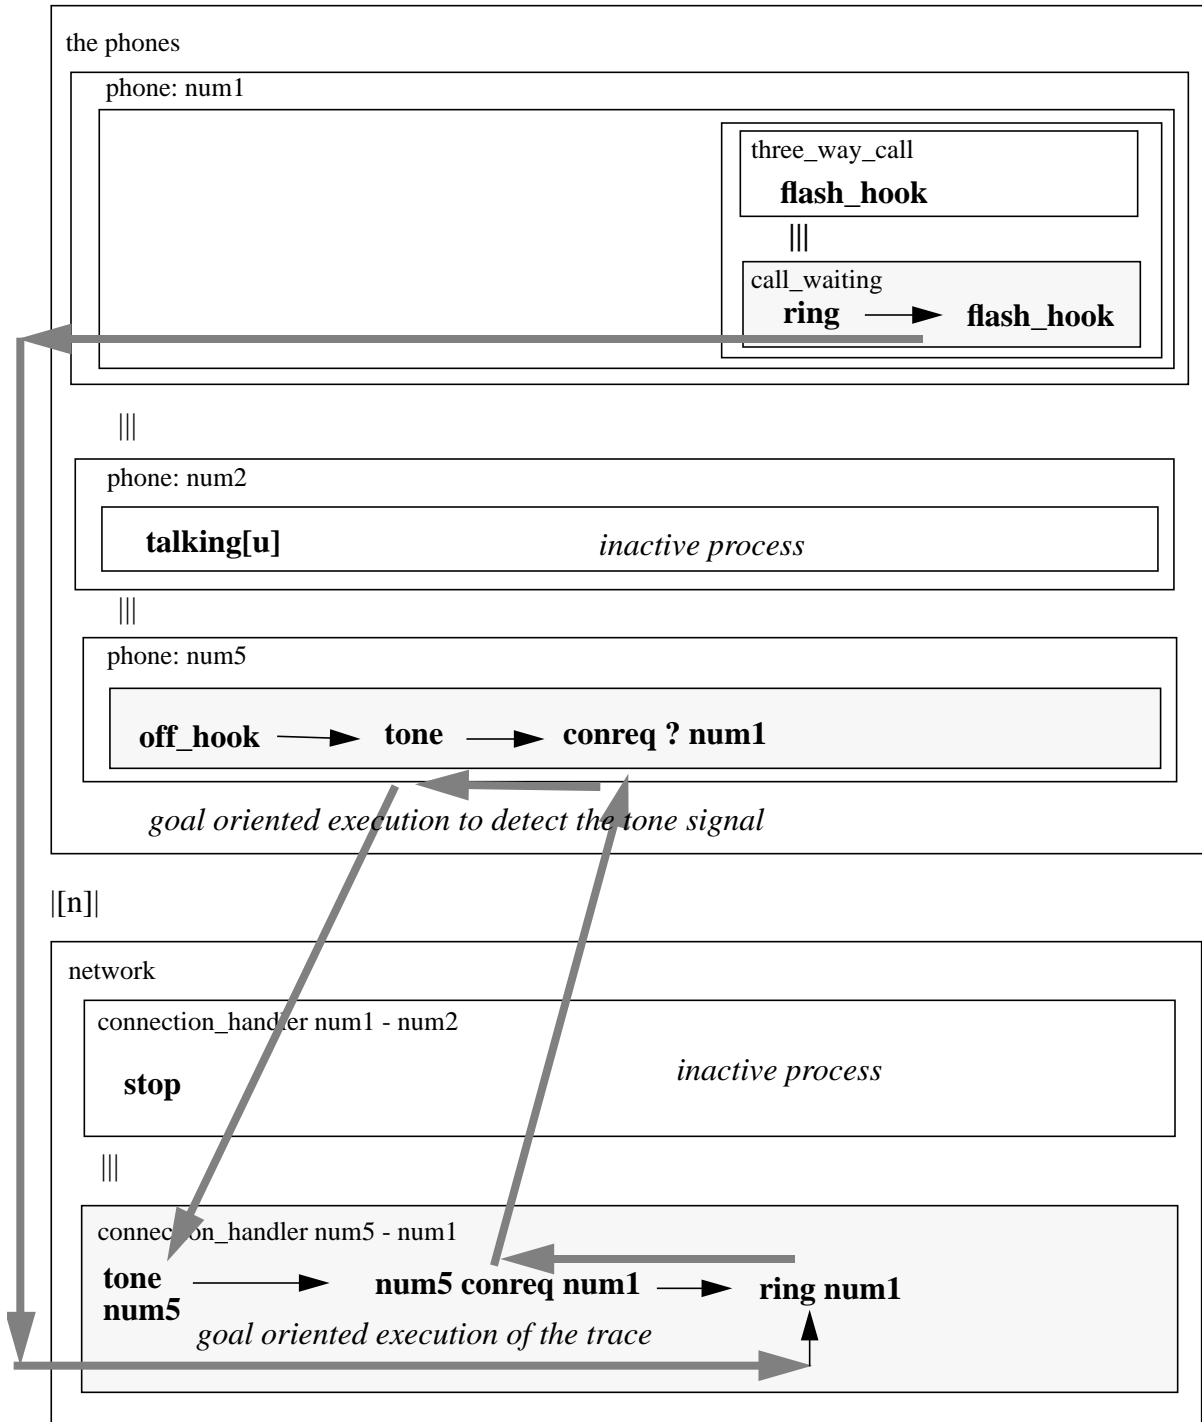 the phones
phone: num1
three_way_call
flash_hook
|||
call_waiting
ring flash_hook
|||
phone: num2
talking[u] inactive process
|||
phone: num5
off_hook tone conreq ? num1
goal oriented execution to detect the tone signal
|[n]|
network
connection_handler num1 - num2
stop inactive process
|||
connection_handler num5 - num1
tone num5 conreq num1 ring num1
num5
goal oriented execution of the trace